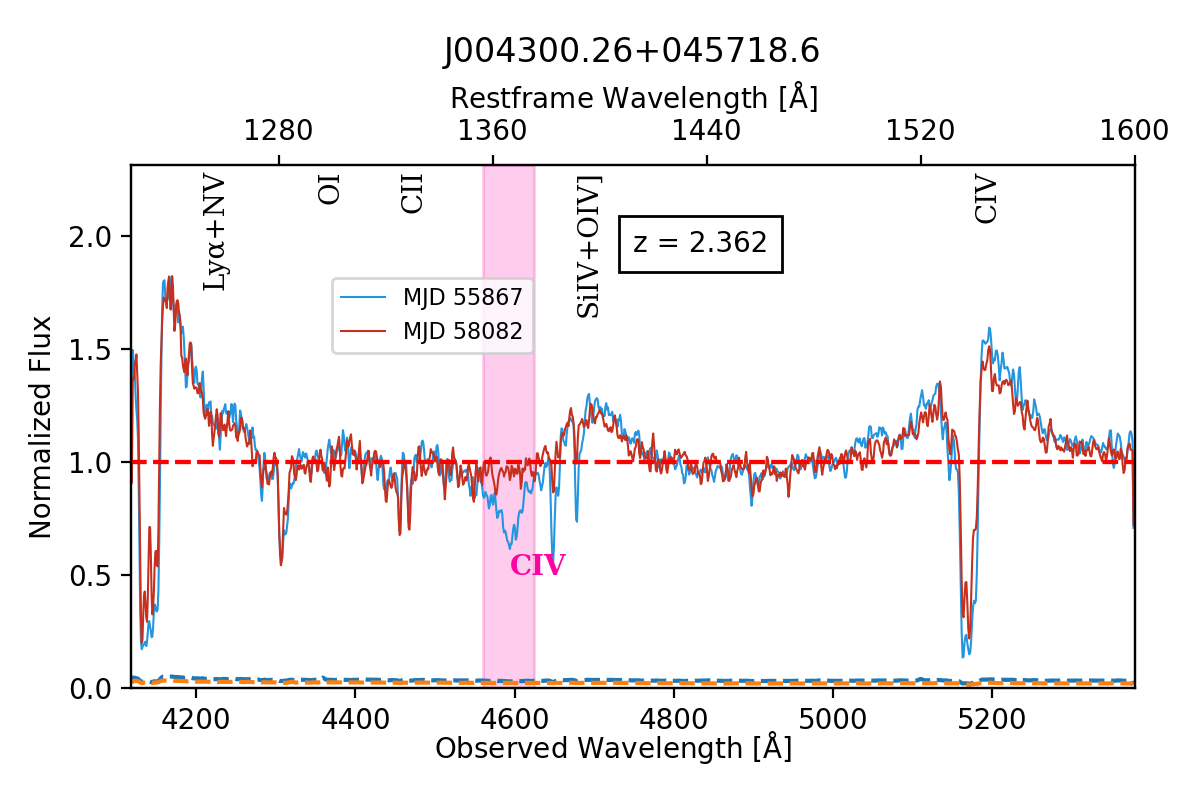 J004300.26+045718.6
Restframe Wavelength [Å]
1280 1360 1440 1520 1600
Lyα+NV
OI
CII
SiIV+OIV]
CIV
z = 2.362
MJD 55867
MJD 58082
CIV
Normalized Flux
2.0
1.5
1.0
0.5
0.0
4200 4400 4600 4800 5000 5200
Observed Wavelength [Å]